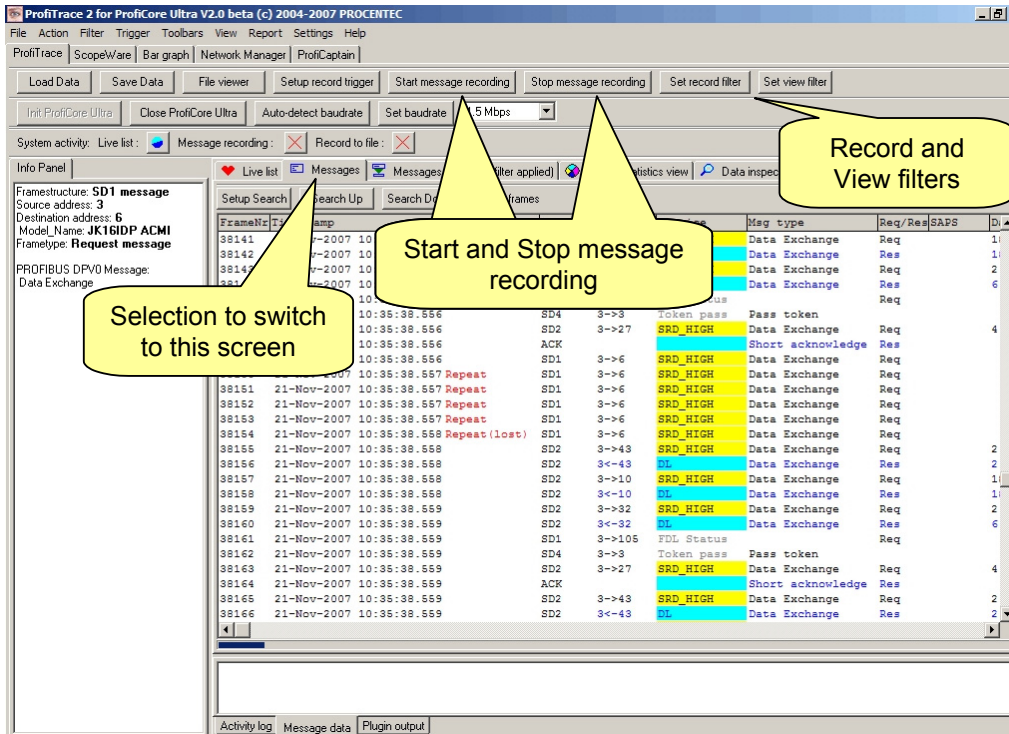 ProfiTrace 2 for ProfiCore Ultra V2.0 beta (c) 2004-2007 PROCENTEC
File Action Filter Trigger Toolbars View Report Settings Help
ProfiTrace ScopeWare Bar graph Network Manager ProfiCaptain
Load Data Save Data File viewer Setup record trigger Start message recording Stop message recording Set record filter Set view filter
Init ProfiCore Ultra Close ProfiCore Ultra Auto-detect baudrate Set baudrate .5 Mbps
System activity: Live list : Message recording : Record to file :
Record and
View filters
Info Panel
Live list Messages Messages filter applied) tistics view Data inspec
Framestructure: SD1 message
Source address: 3
Destination address: 6
Model_Name: JK16IDP ACMI
Frametype: Request message
PROFIBUS DPV0 Message:
Data Exchange
Setup Search Search Up Search Do frames
Start and Stop message
recording
Selection to switch
to this screen
FrameNr Ti amp Msg type Req/Res SAPS D
38141 v-2007 10 Data Exchange Req 1
38142 v-2007 10 Data Exchange Res 1
3814 -2007 10 Data Exchange Req 2
Data Exchange Res 6
10: tus Req
10:35:38.556 SD4 3->3 Token pass Pass token
10:35:38.556 SD2 3->27 SRD_HIGH Data Exchange Req 4
10:35:38.556 ACK Short acknowledge Res
10:35:38.556 SD1 3->6 SRD_HIGH Data Exchange Req
10:35:38.557 Repeat SD1 3->6 SRD_HIGH Data Exchange Req
38151 21-Nov-2007 10:35:38.557 Repeat SD1 3->6 SRD_HIGH Data Exchange Req
38152 21-Nov-2007 10:35:38.557 Repeat SD1 3->6 SRD_HIGH Data Exchange Req
38153 21-Nov-2007 10:35:38.557 Repeat SD1 3->6 SRD_HIGH Data Exchange Req
38154 21-Nov-2007 10:35:38.558 Repeat(lost) SD1 3->6 SRD_HIGH Data Exchange Req
38155 21-Nov-2007 10:35:38.558 SD2 3->43 SRD_HIGH Data Exchange Req 2
38156 21-Nov-2007 10:35:38.558 SD2 3<-43 DL Data Exchange Res 2
38157 21-Nov-2007 10:35:38.558 SD2 3->10 SRD_HIGH Data Exchange Req 1
38158 21-Nov-2007 10:35:38.558 SD2 3<-10 DL Data Exchange Res 1
38159 21-Nov-2007 10:35:38.559 SD2 3->32 SRD_HIGH Data Exchange Req 2
38160 21-Nov-2007 10:35:38.559 SD2 3<-32 DL Data Exchange Res 6
38161 21-Nov-2007 10:35:38.559 SD1 3->105 FDL Status Req
38162 21-Nov-2007 10:35:38.559 SD4 3->3 Token pass Pass token
38163 21-Nov-2007 10:35:38.559 SD2 3->27 SRD_HIGH Data Exchange Req 4
38164 21-Nov-2007 10:35:38.559 ACK Short acknowledge Res
38165 21-Nov-2007 10:35:38.559 SD2 3->43 SRD_HIGH Data Exchange Req 2
38166 21-Nov-2007 10:35:38.559 SD2 3<-43 DL Data Exchange Res 2
Activity log Message data Plugin output